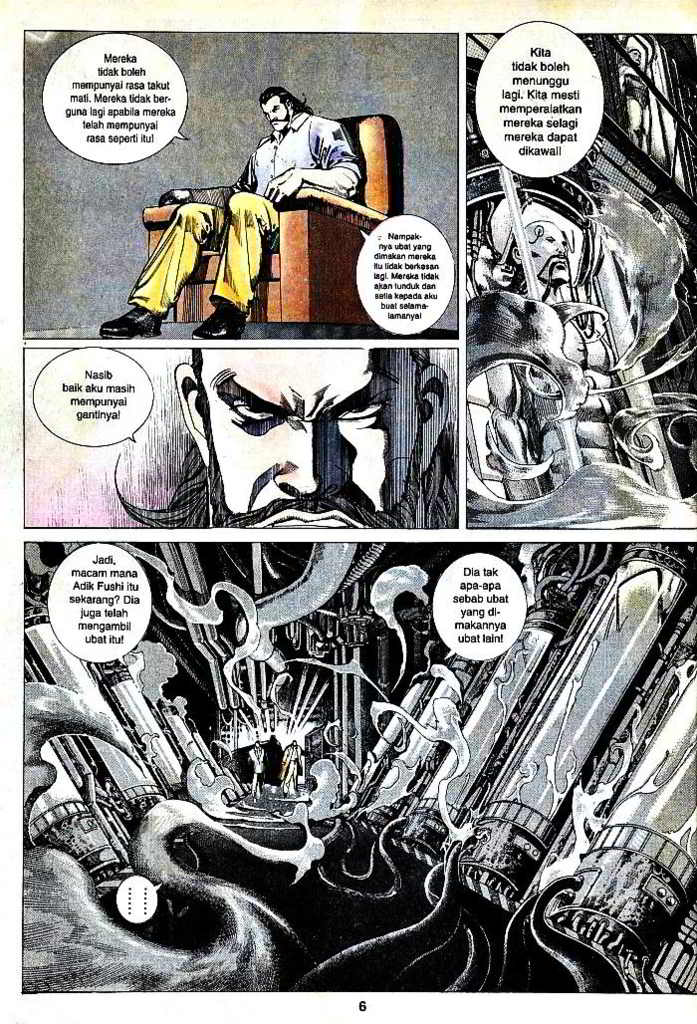 Mereka
tidak boleh
mempunyai rasa takut
mati. Mereka tidak ber-
guna lagi apabila mereka
telah mempunyai
rasa seperti itu!
Nampak-
nya ubat yang
dimakan mereka
itu tidak berkesan
lagi. Mereka tidak
akan tunduk dan
setia kepada aku
buat selama-
lamanya!
Kita
tidak boleh
menunggu
lagi. Kita mesti
memperalatkan
mereka selagi
mereka dapat
dikawal!
Nasib
baik aku masih
mempunyai
gantinya!
Jadi,
macam mana
Adik Fushi itu
sekarang? Dia
juga telah
mengambil
ubat itu!
Dia tak
apa-apa
sebab ubat
yang di-
makannya
ubat lain!
6